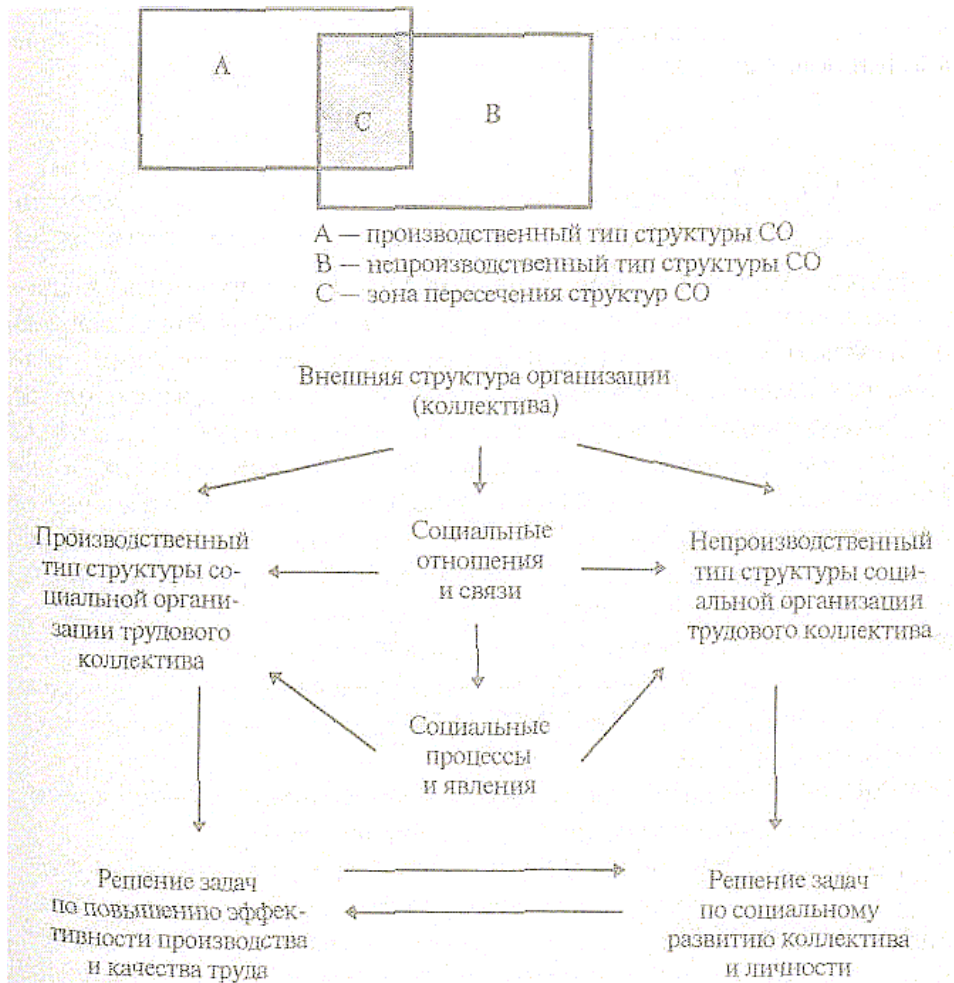 A
C
B
A — производственный тип структуры СО
B — непроизводственный тип структуры СО
C — зона пересечения структур СО
Внешняя структура организации
(коллектива)
Производственный
тип структуры со-
циальной органи-
зации трудового
коллектива
Социальные
отношения
и связи
Непроизводственный
тип структуры соци-
альной организации
трудового коллектива
Социальные
процессы
и явления
Решение задач
по повышению эффек-
тивности производства
и качества труда
Решение задач
по социальному
развитию коллектива
и личности